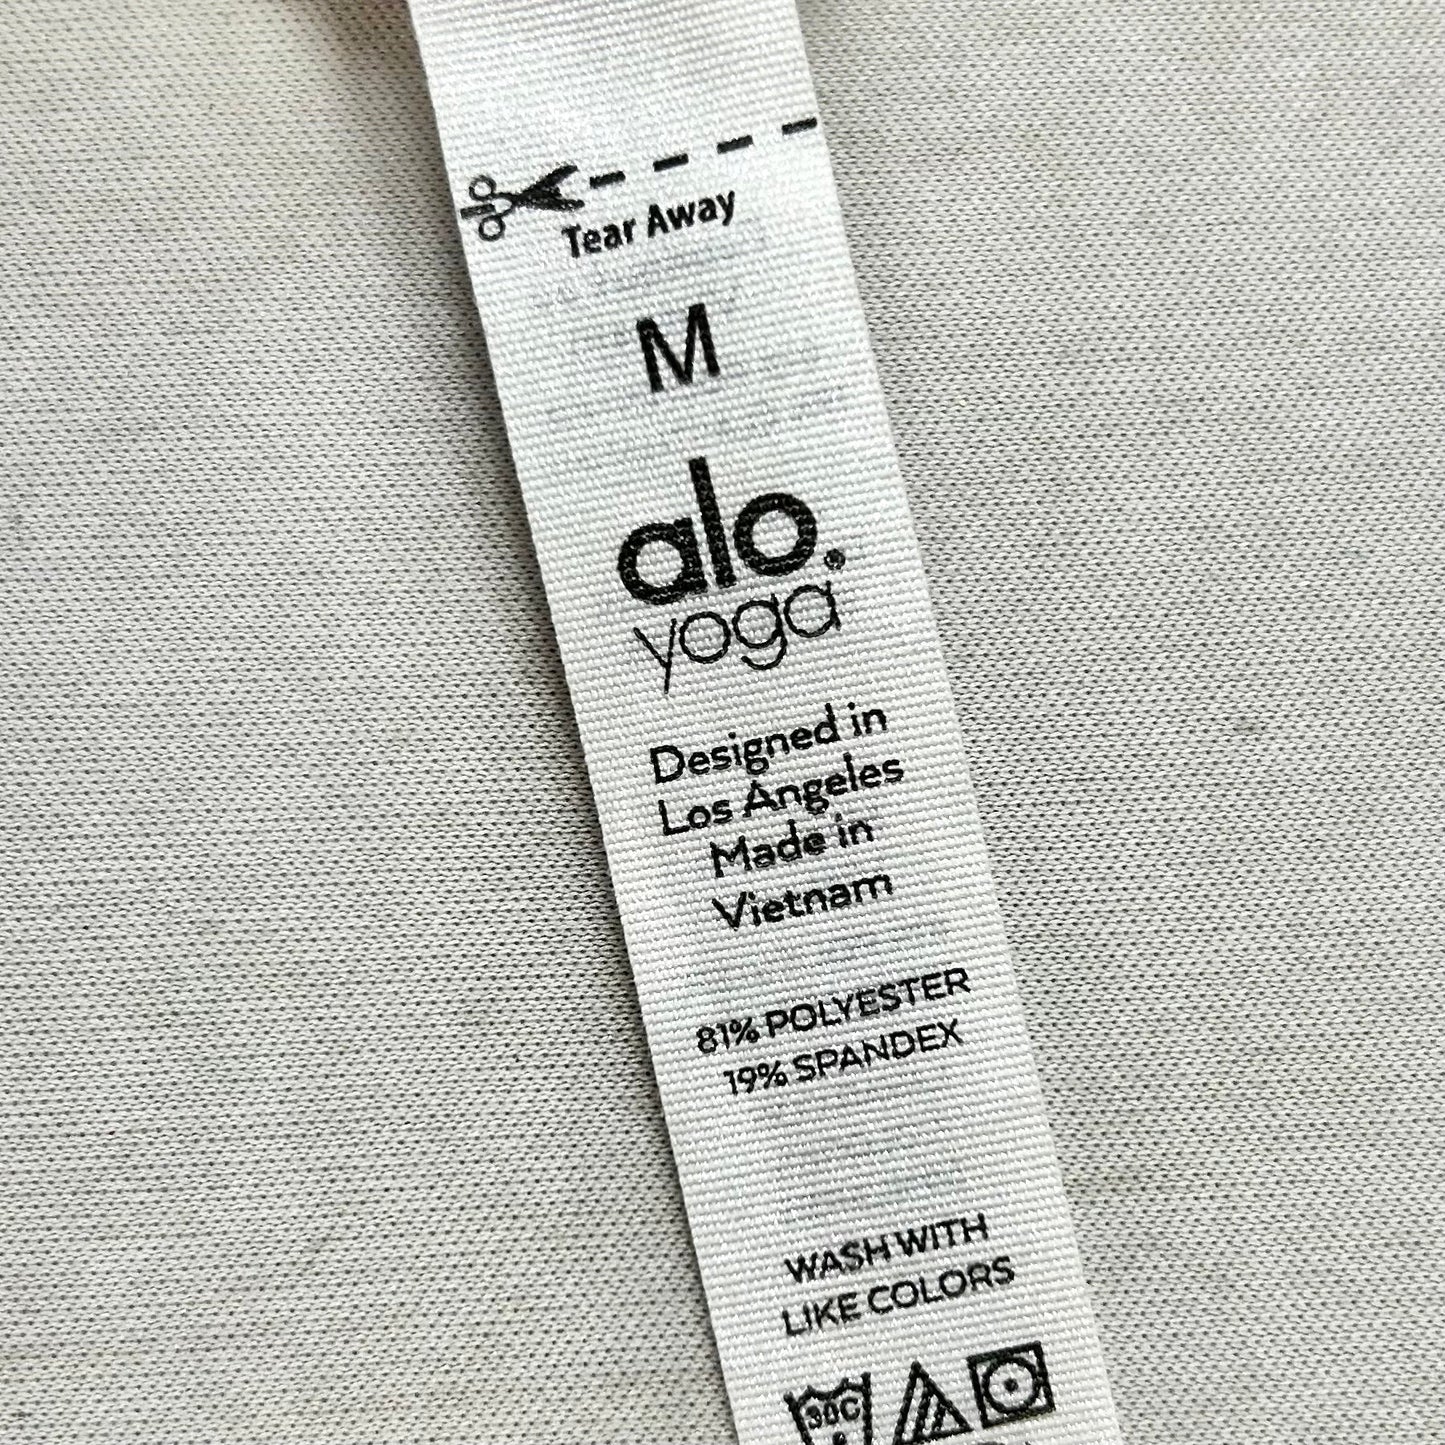 Tear Away
M
alo.®
yoga
Designed in
Los Angeles
Made in
Vietnam
81% POLYESTER
19% SPANDEX
WASH WITH
LIKE COLORS
30C